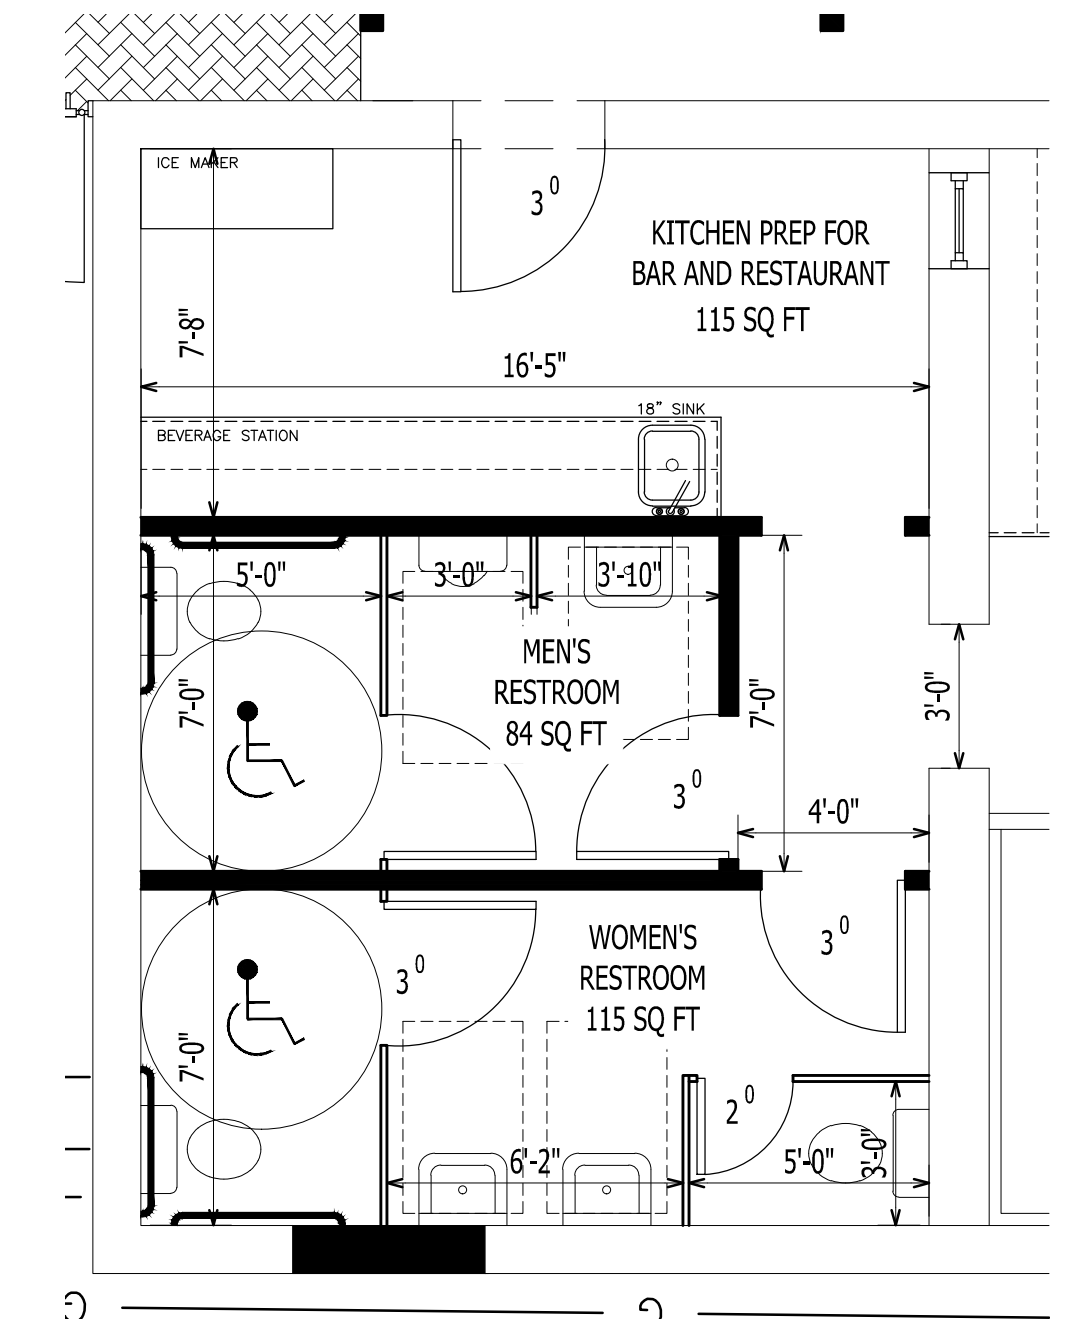 ICE MAKER
3 0
KITCHEN PREP FOR
BAR AND RESTAURANT
115 SQ FT
7'-8"
16'-5"
18" SINK
BEVERAGE STATION
5'-0"
3'-0"
3'-10"
MEN'S
RESTROOM
84 SQ FT
7'-0"
7'-0"
3'-0"
3 0
4'-0"
WOMEN'S
RESTROOM
115 SQ FT
3 0
3 0
7'-0"
2 0
6'-2"
5'-0"
3'-0"